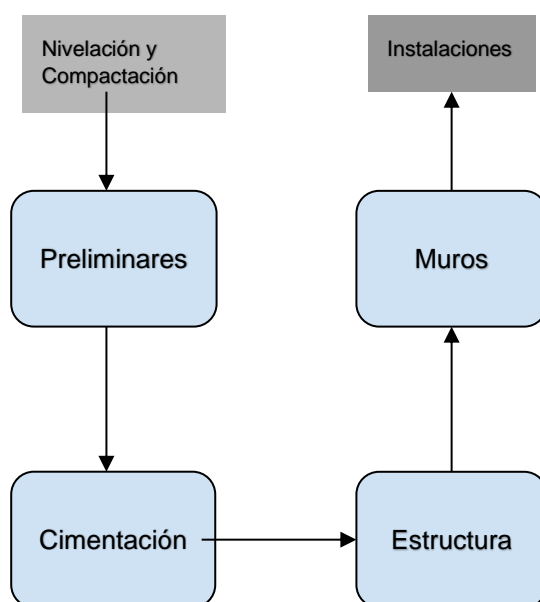 Nivelación y
Compactación
Instalaciones
Preliminares
Muros
Cimentación
Estructura